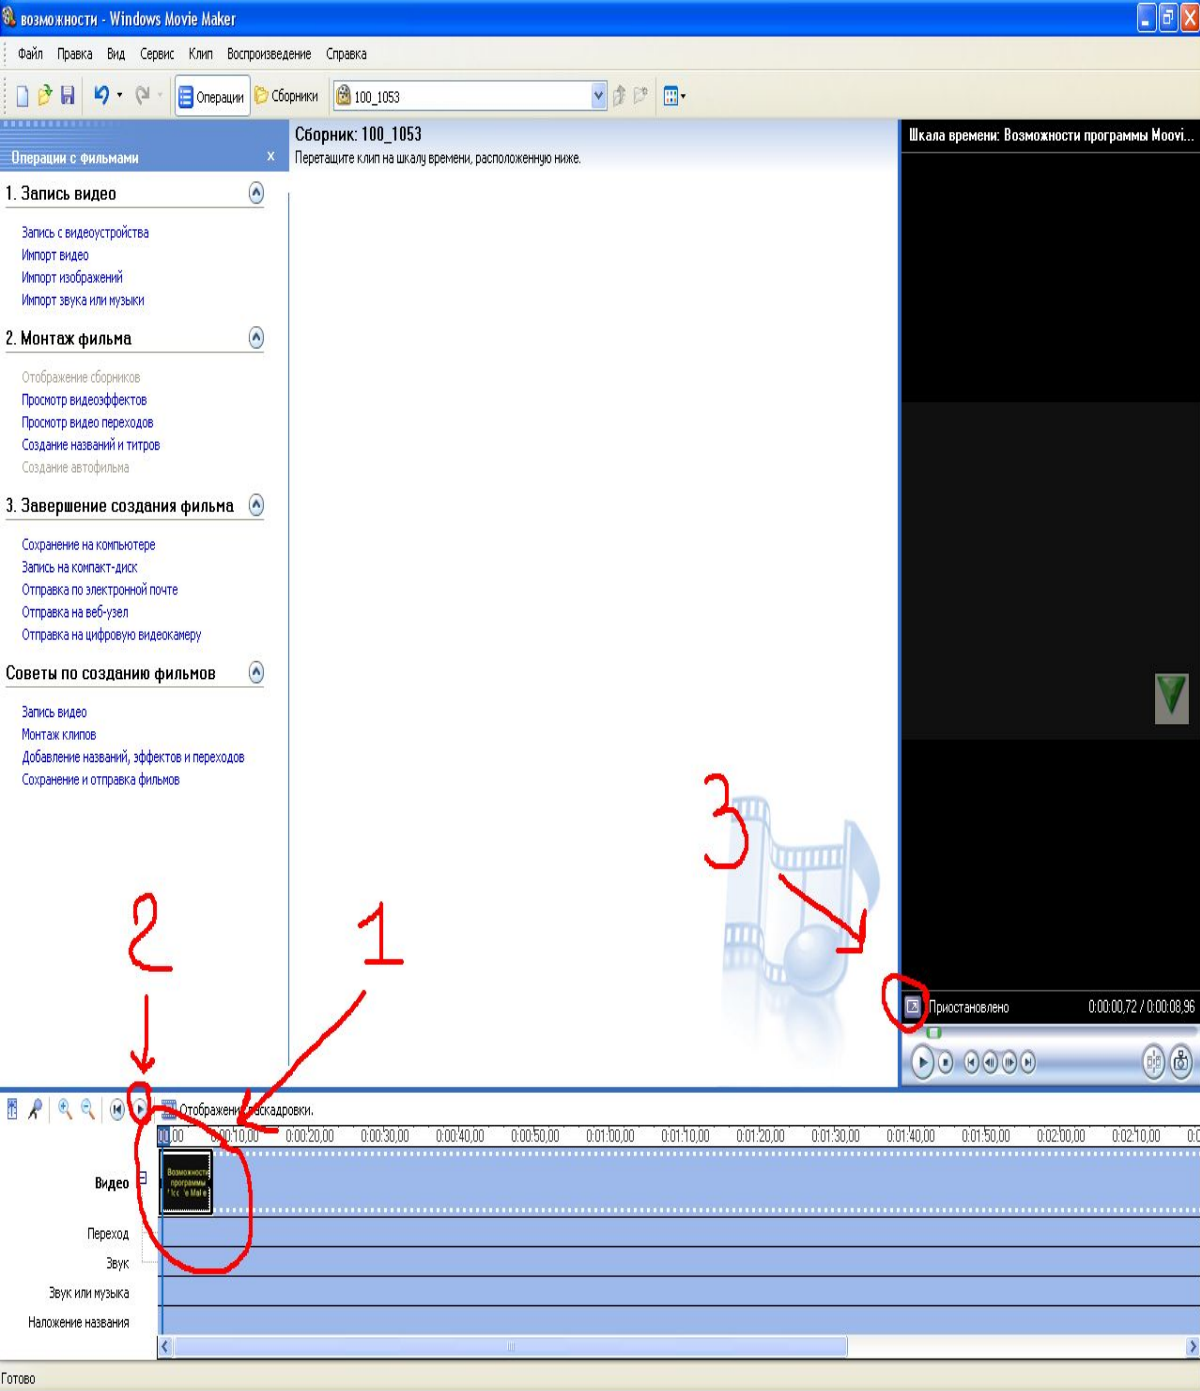 возможности - Windows Movie Maker
Файл Правка Вид Сервис Клип Воспроизведение Справка
Операции Сборники 100_1053
Операции с фильмами x
1. Запись видео
Запись с видеоустройства
Импорт видео
Импорт изображений
Импорт звука или музыки
2. Монтаж фильма
Отображение сборников
Просмотр видеоэффектов
Просмотр видео переходов
Создание названий и титров
Создание автофильма
3. Завершение создания фильма
Сохранение на компьютере
Запись на компакт-диск
Отправка по электронной почте
Отправка на веб-узел
Отправка на цифровую видеокамеру
Советы по созданию фильмов
Запись видео
Монтаж клипов
Добавление названий, эффектов и переходов
Сохранение и отправка фильмов
Сборник: 100_1053
Перетащите клип на шкалу времени, расположенную ниже.
Шкала времени: Возможности программы Moovi...
3
2
1
Приостановлено 0:00:00,72 / 0:00:08,96
Отображение раскадровки.
0:00:10,00 0:00:20,00 0:00:30,00 0:00:40,00 0:00:50,00 0:01:00,00 0:01:10,00 0:01:20,00 0:01:30,00 0:01:40,00 0:01:50,00 0:02:00,00 0:02:10,00
Видео
Возможности
программы
Переход
Звук
Звук или музыка
Наложение названия
Готово